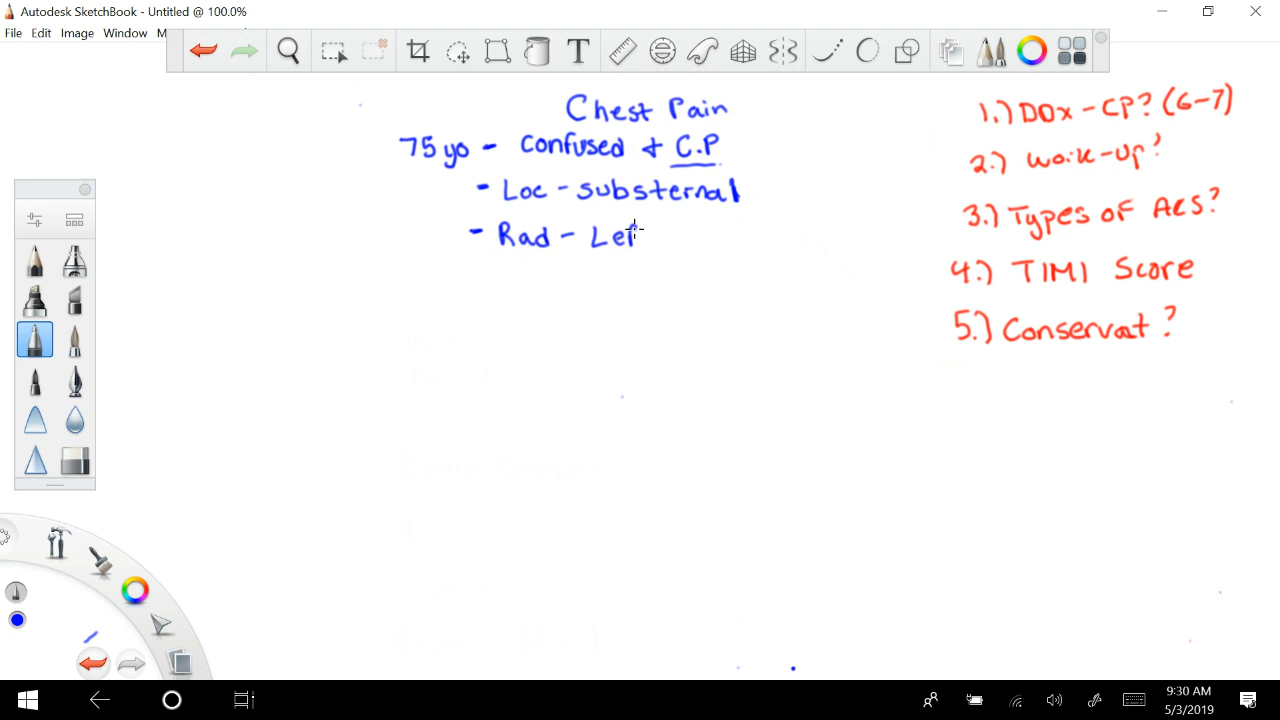 Autodesk SketchBook - Untitled @ 100.0%
File Edit Image Window M
T
Chest Pain
75 yo - Confused + C.P
- Loc - substernal
- Rad - Lef
1.) DDx - CP? (6-7)
2.) Work-up?
3.) Types of ACS?
4.) TIMI Score
5.) Conservat?
9:30 AM
5/3/2019